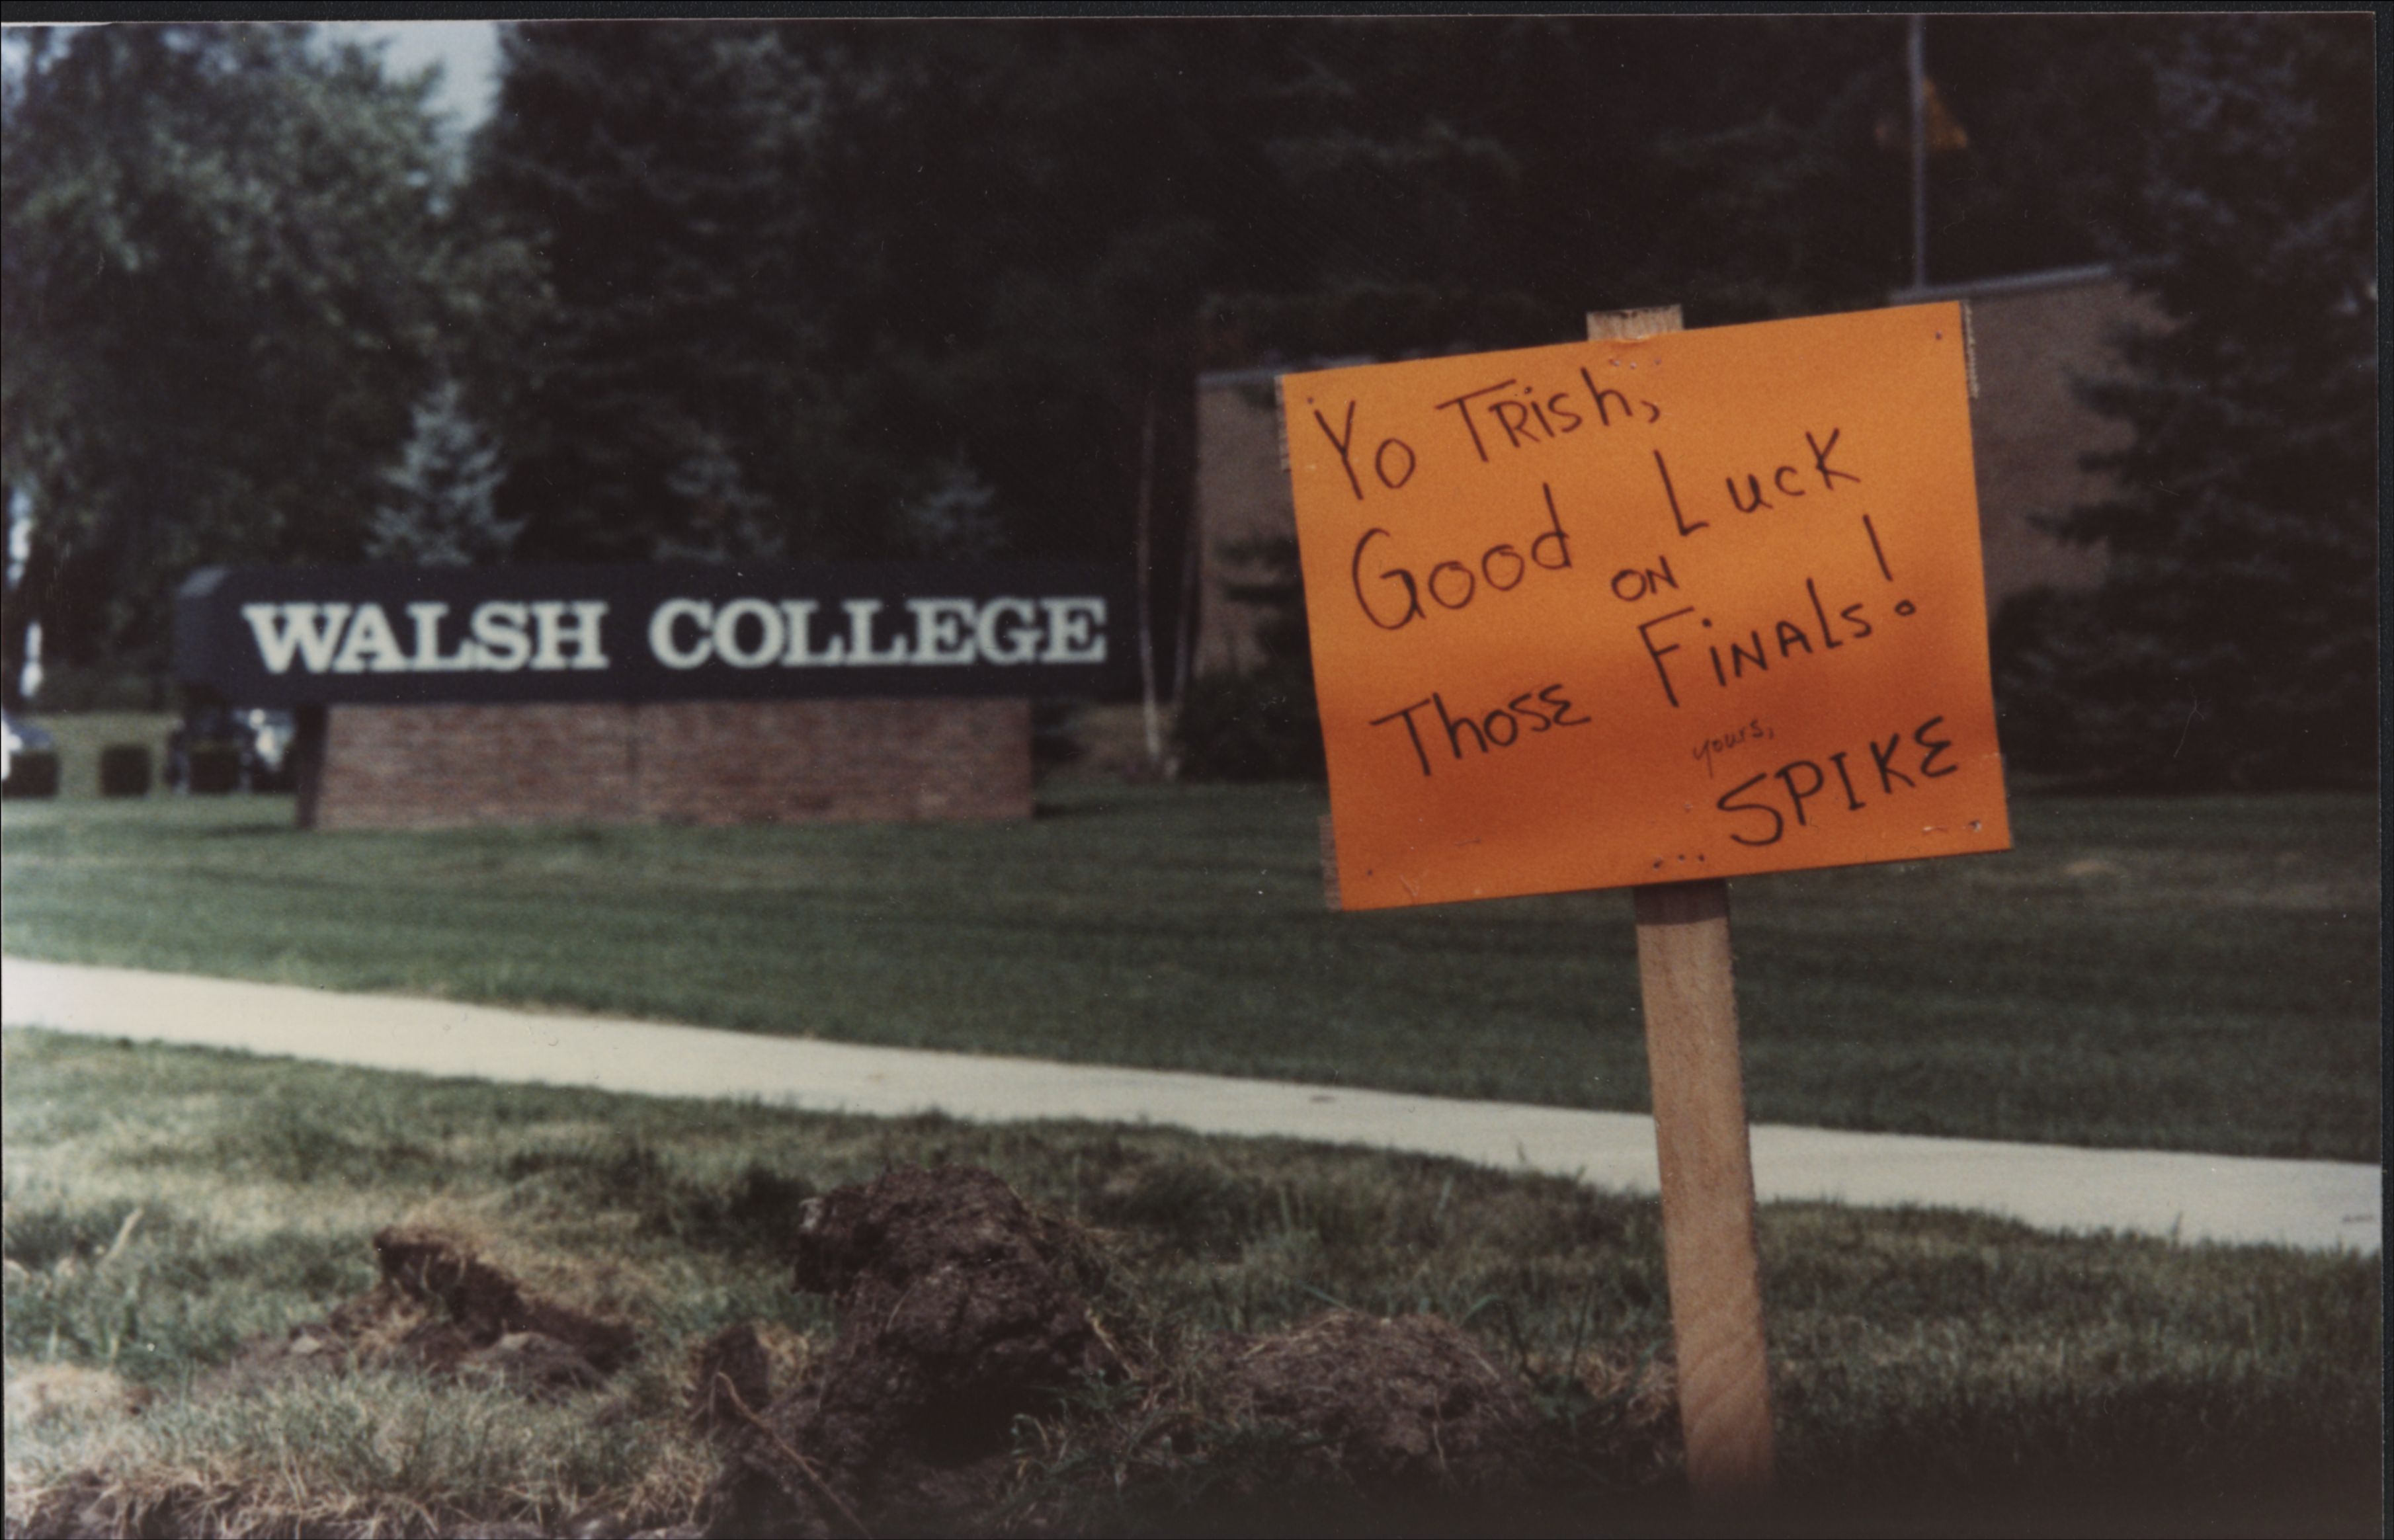 WALSH COLLEGE
Yo TRish,
Good Luck
ON
Those FiNALs!
yours,
SPIKE